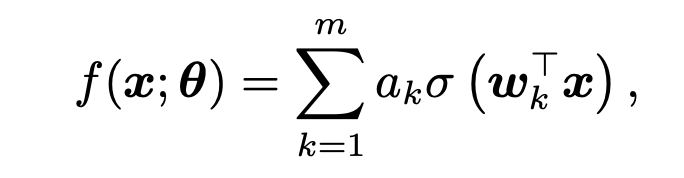 f(x; θ) = ∑_{k=1}^{m} a_k σ (w_k^⊤ x) ,